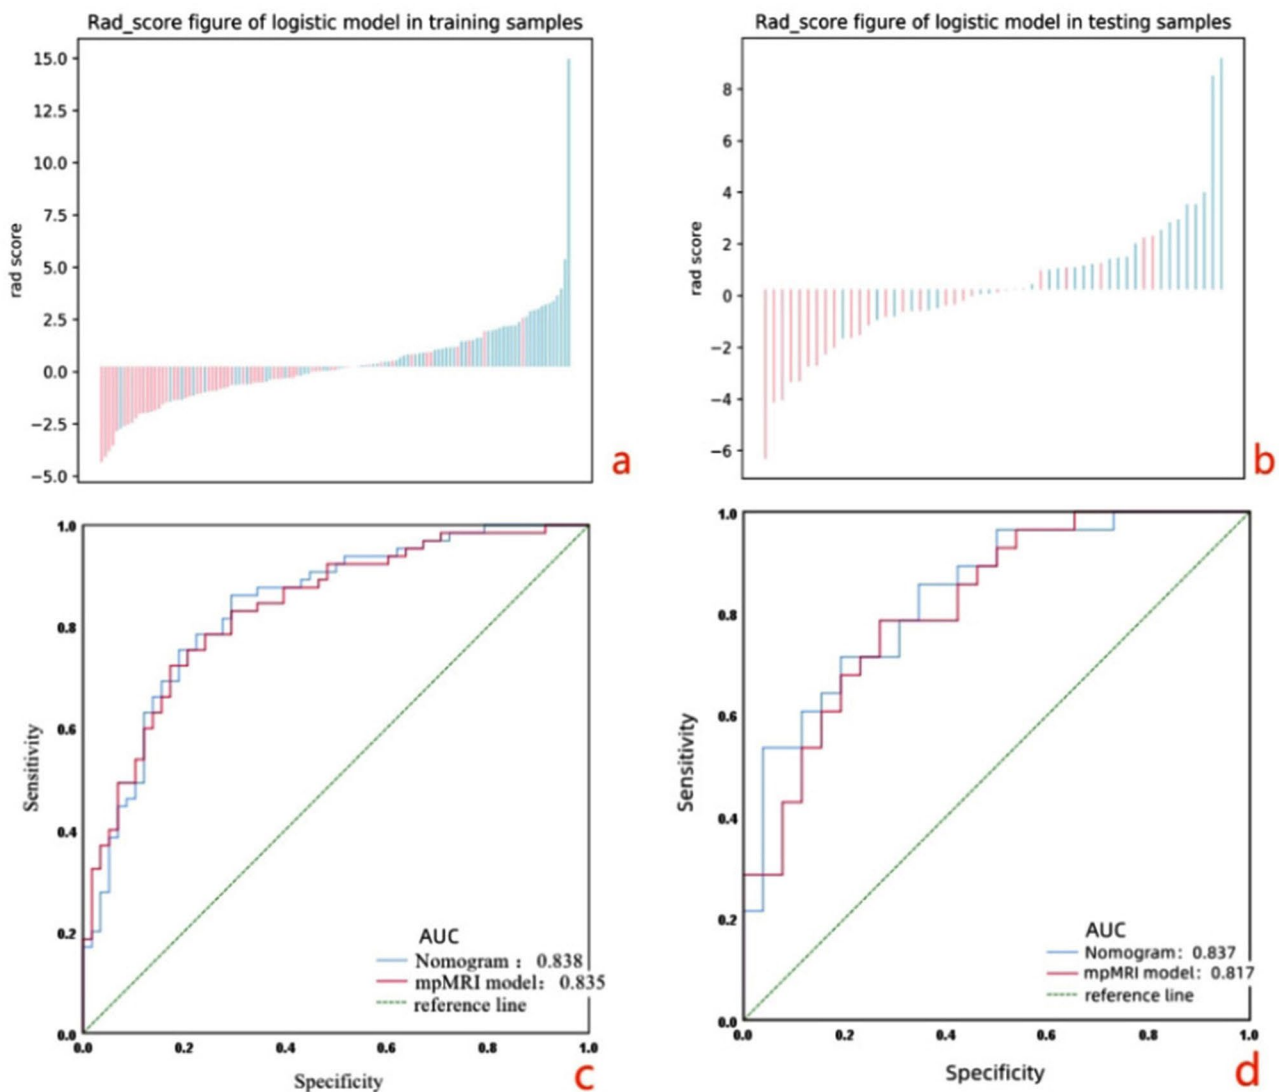 Rad_score figure of logistic model in training samples
15.0
12.5
10.0
7.5
5.0
2.5
0.0
−2.5
−5.0
rad score
a
Rad_score figure of logistic model in testing samples
8
6
4
2
0
−2
−4
−6
rad score
b
1.0
0.8
0.6
0.4
0.2
0.0
Sensitivity
AUC
Nomogram : 0.838
mpMRI model: 0.835
reference line
0.0 0.2 0.4 0.6 0.8 1.0
Specificity
c
1.0
0.8
0.6
0.4
0.2
0.0
Sensitivity
AUC
Nomogram: 0.837
mpMRI model: 0.817
reference line
0.0 0.2 0.4 0.6 0.8 1.0
Specificity
d